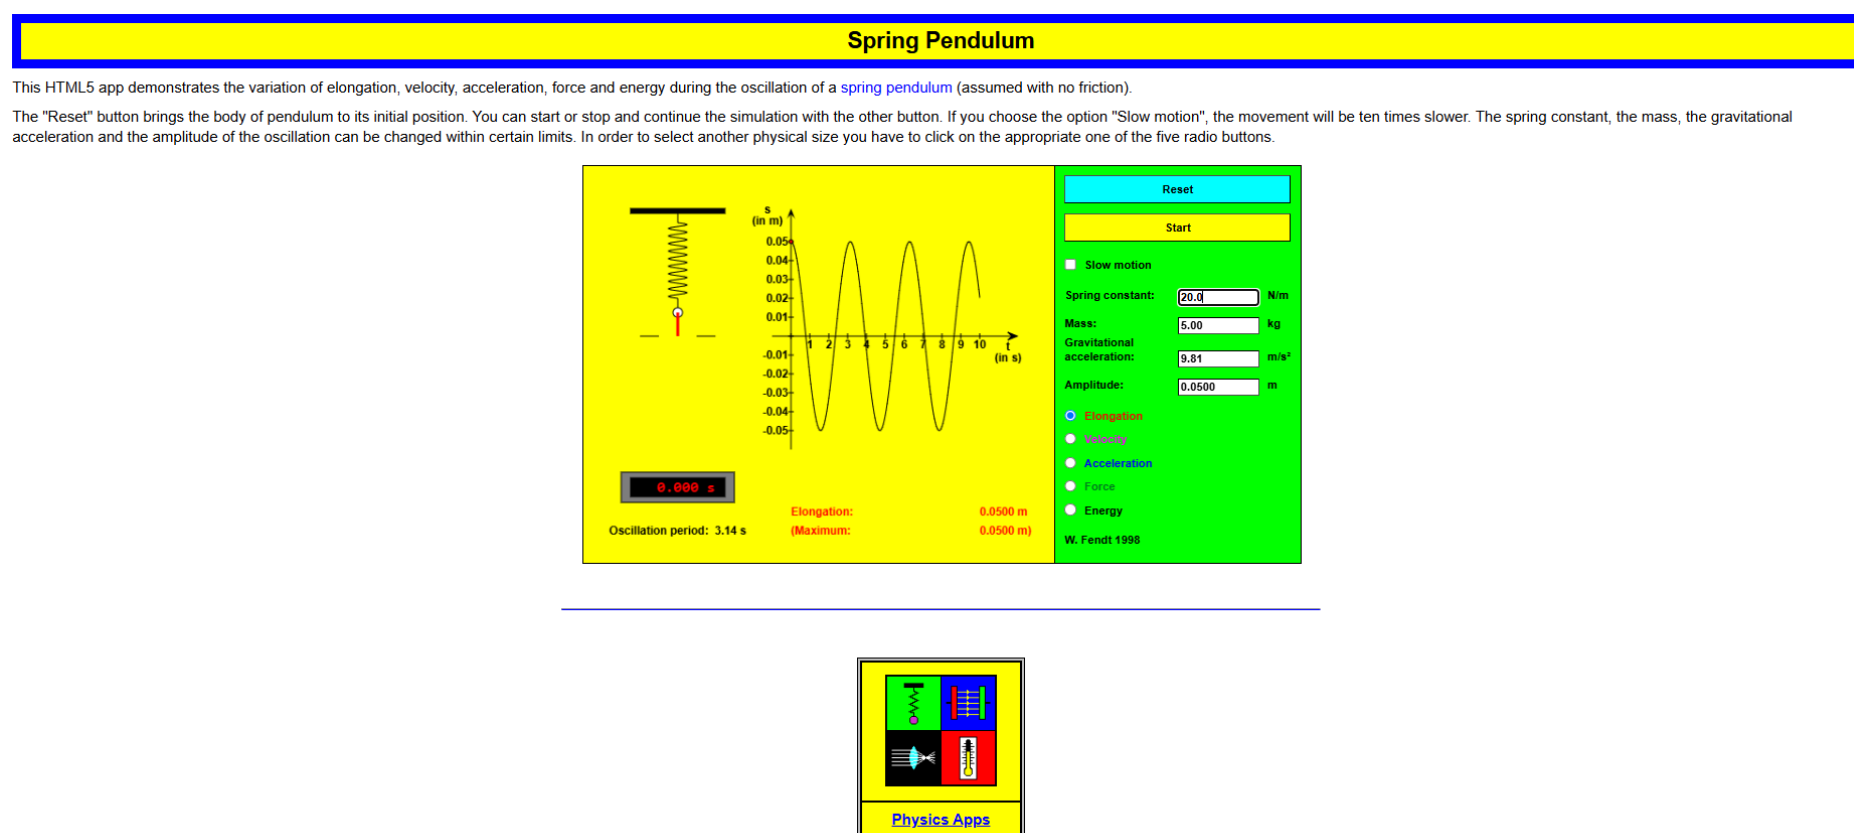 Spring Pendulum
This HTML5 app demonstrates the variation of elongation, velocity, acceleration, force and energy during the oscillation of a spring pendulum (assumed with no friction).
The "Reset" button brings the body of pendulum to its initial position. You can start or stop and continue the simulation with the other button. If you choose the option "Slow motion", the movement will be ten times slower. The spring constant, the mass, the gravitational
acceleration and the amplitude of the oscillation can be changed within certain limits. In order to select another physical size you have to click on the appropriate one of the five radio buttons.
s
(in m)
0.05
0.04
0.03
0.02
0.01
1 2 3 4 5 6 7 8 9 10 t
(in s)
-0.01
-0.02
-0.03
-0.04
-0.05
0.000 s
Oscillation period: 3.14 s
Elongation: 0.0500 m
(Maximum: 0.0500 m)
Reset
Start
Slow motion
Spring constant: 20.0 N/m
Mass: 5.00 kg
Gravitational
acceleration: 9.81 m/s²
Amplitude: 0.0500 m
Elongation
Velocity
Acceleration
Force
Energy
W. Fendt 1998
Physics Apps